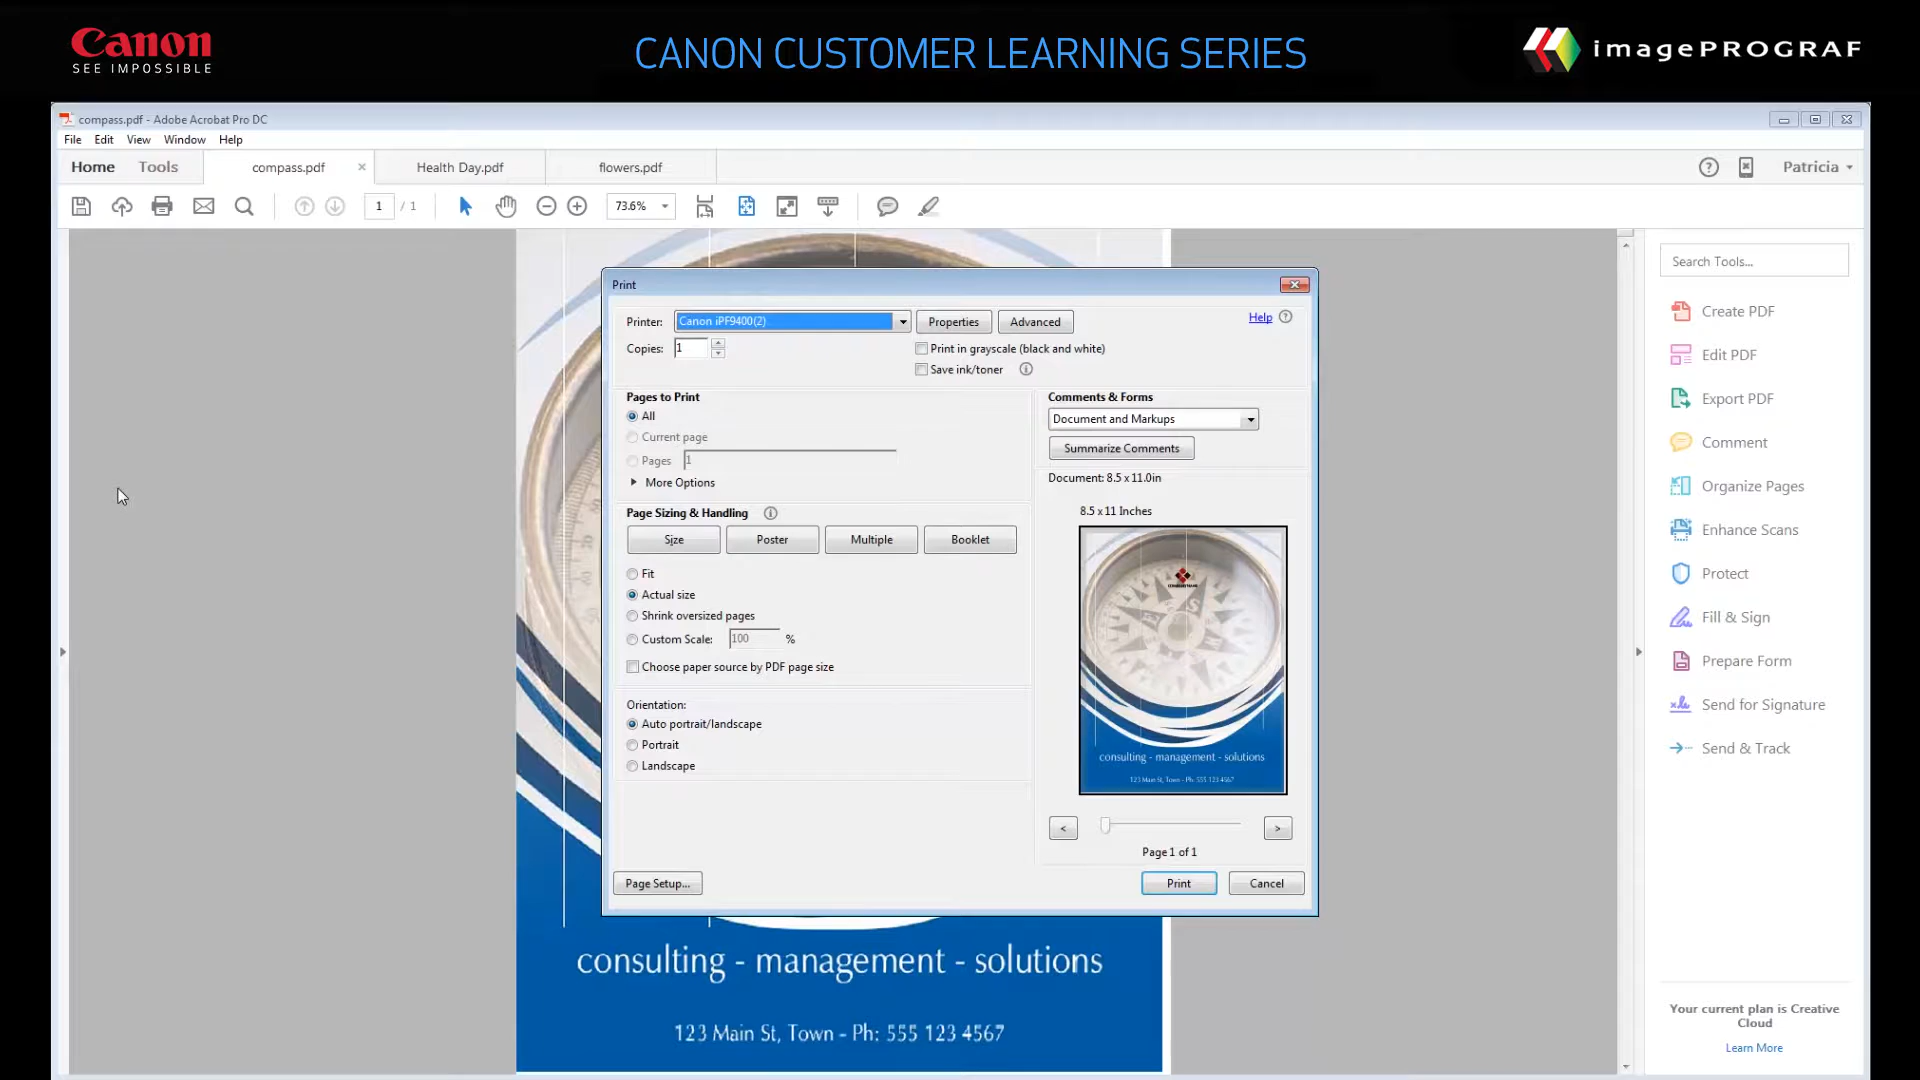 Canon
SEE IMPOSSIBLE
CANON CUSTOMER LEARNING SERIES
imagePROGRAF
compass.pdf - Adobe Acrobat Pro DC
File Edit View Window Help
Home Tools compass.pdf Health Day.pdf flowers.pdf Patricia
1 / 1 73.6%
Search Tools...
Create PDF
Edit PDF
Export PDF
Comment
Organize Pages
Enhance Scans
Protect
Fill & Sign
Prepare Form
Send for Signature
Send & Track
Your current plan is Creative
Cloud
Learn More
Print
Printer: Canon iPF9400(2) Properties Advanced Help
Copies: 1 Print in grayscale (black and white)
Save ink/toner
Pages to Print
All
Current page
Pages 1
More Options
Page Sizing & Handling
Size Poster Multiple Booklet
Fit
Actual size
Shrink oversized pages
Custom Scale: 100 %
Choose paper source by PDF page size
Orientation:
Auto portrait/landscape
Portrait
Landscape
Comments & Forms
Document and Markups
Summarize Comments
Document: 8.5 x 11.0in
8.5 x 11 Inches
consulting - management - solutions
123 Main St, Town - Ph: 555 123 4567
< >
Page 1 of 1
Page Setup... Print Cancel
consulting - management - solutions
123 Main St, Town - Ph: 555 123 4567